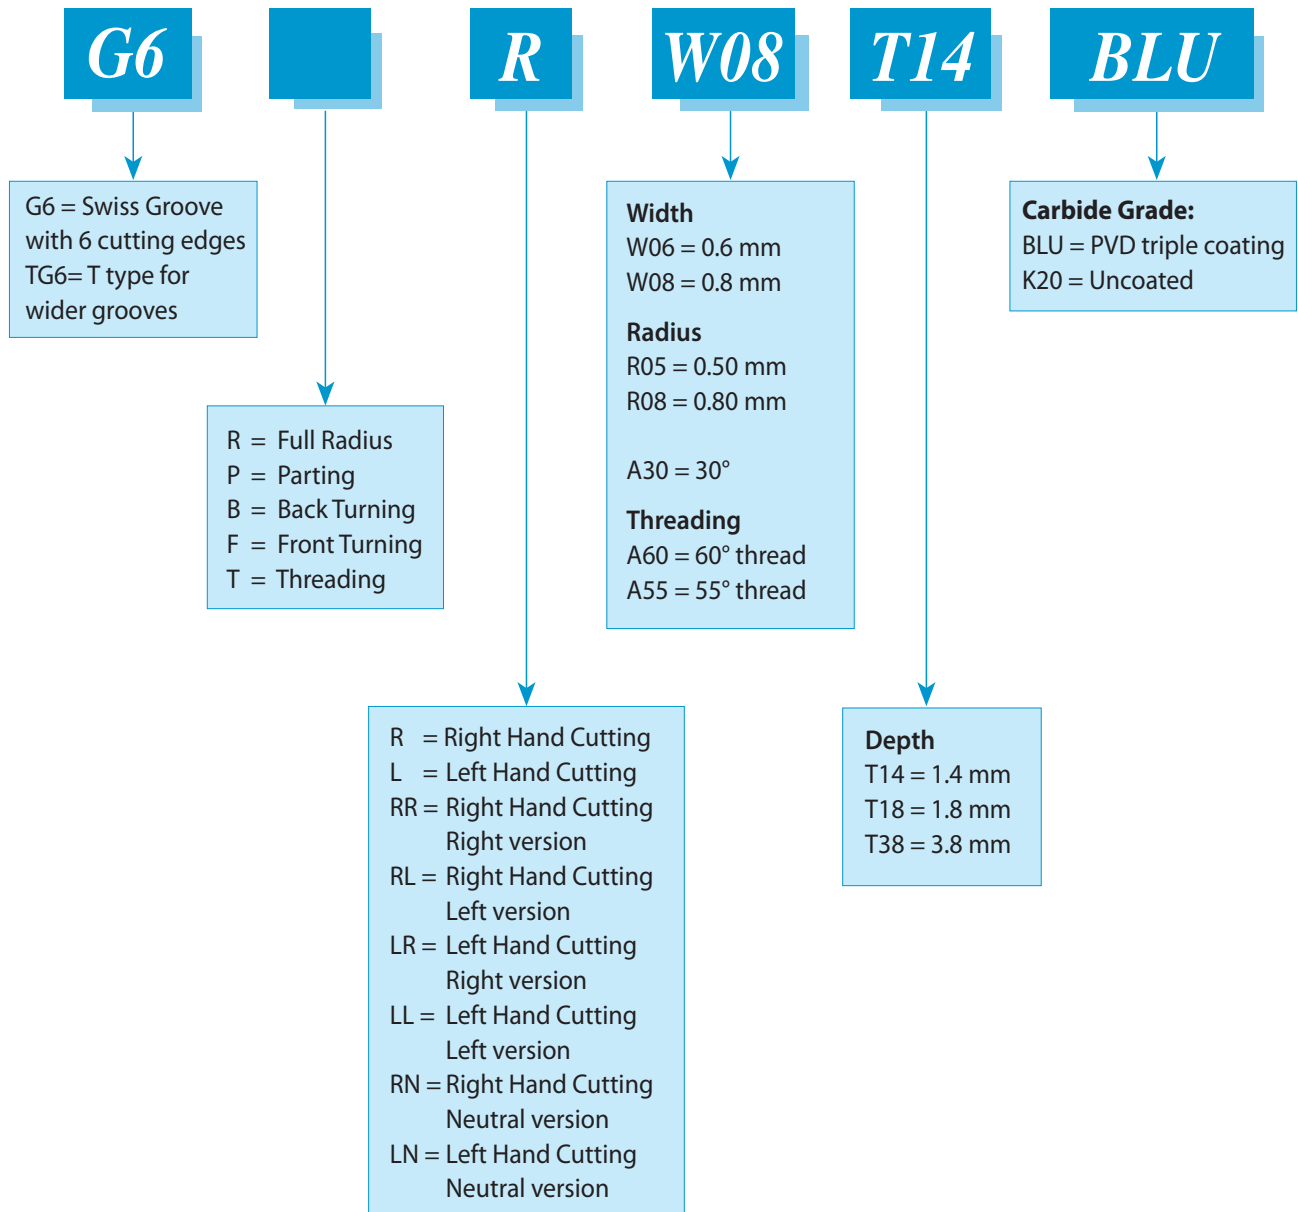 G6 R W08 T14 BLU
G6 = Swiss Groove
with 6 cutting edges
TG6= T type for
wider grooves
R = Full Radius
P = Parting
B = Back Turning
F = Front Turning
T = Threading
R = Right Hand Cutting
L = Left Hand Cutting
RR = Right Hand Cutting
Right version
RL = Right Hand Cutting
Left version
LR = Left Hand Cutting
Right version
LL = Left Hand Cutting
Left version
RN = Right Hand Cutting
Neutral version
LN = Left Hand Cutting
Neutral version
Width
W06 = 0.6 mm
W08 = 0.8 mm
Radius
R05 = 0.50 mm
R08 = 0.80 mm
A30 = 30°
Threading
A60 = 60° thread
A55 = 55° thread
Depth
T14 = 1.4 mm
T18 = 1.8 mm
T38 = 3.8 mm
Carbide Grade:
BLU = PVD triple coating
K20 = Uncoated